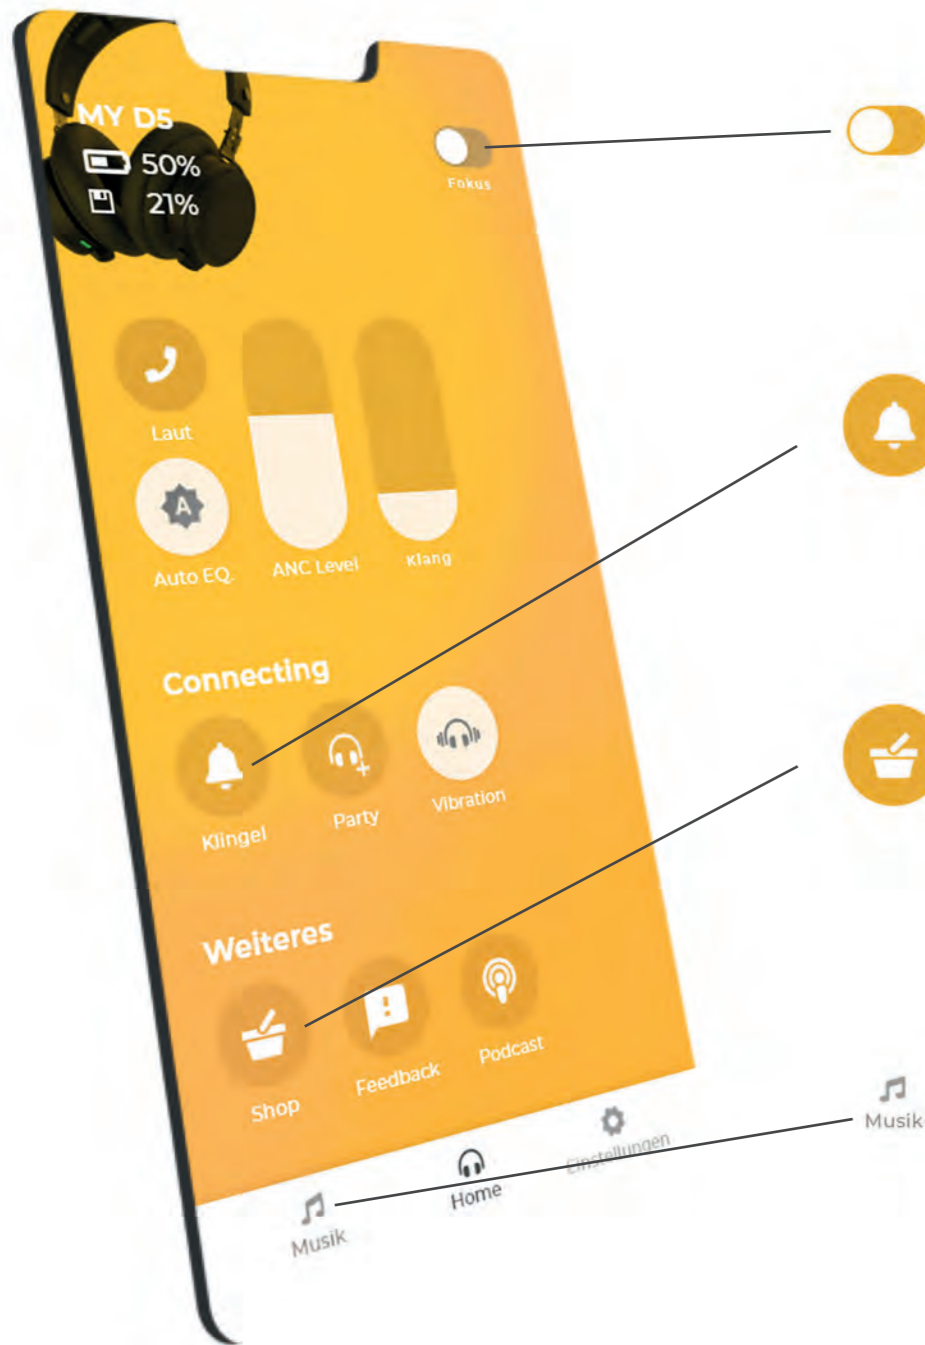 MY D5
50%
21%
Fokus
Laut
A
Auto EQ.
ANC Level
Klang
Connecting
Klingel
Party
Vibration
Weiteres
Shop
Feedback
Podcast
Musik
Home
Einstellungen
Musik